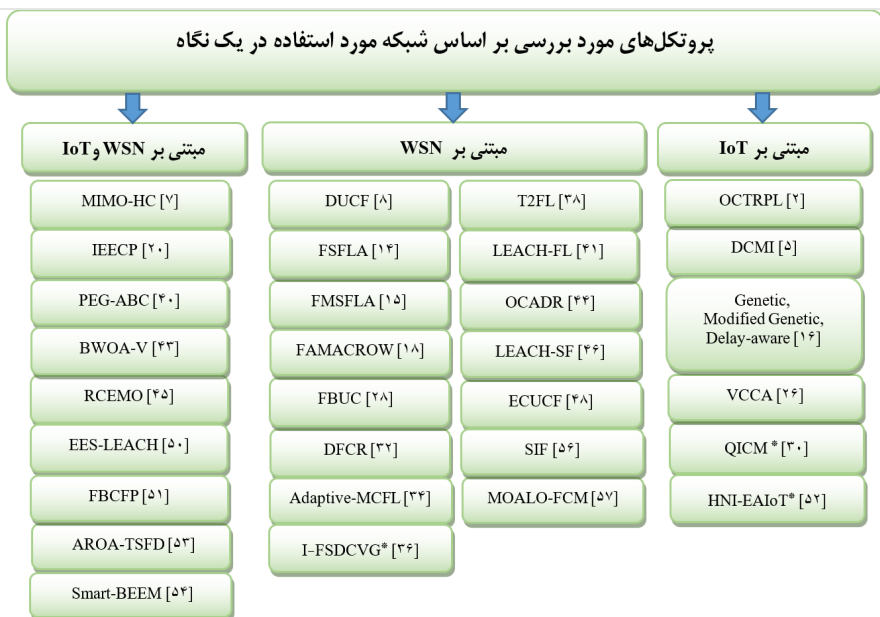 پروتکل‌های مورد بررسی بر اساس شبکه مورد استفاده در یک نگاه
مبتنی بر IoT
OCTRPL [۲]
DCMI [۵]
Genetic,
Modified Genetic,
Delay-aware [۱۶]
VCCA [۲۶]
QICM * [۳۰]
HNI-EAIoT* [۵۲]
مبتنی بر WSN
T2FL [۳۸]
LEACH-FL [۴۱]
OCADR [۴۴]
LEACH-SF [۴۶]
ECUCF [۴۸]
SIF [۵۶]
MOALO-FCM [۵۷]
DUCF [۸]
FSFLA [۱۴]
FMSFLA [۱۵]
FAMACROW [۱۸]
FBUC [۲۸]
DFCR [۳۲]
Adaptive-MCFL [۳۴]
I-FSDCVG* [۳۶]
مبتنی بر WSN و IoT
MIMO-HC [۷]
IEECP [۲۰]
PEG-ABC [۴۰]
BWOA-V [۴۳]
RCEMO [۴۵]
EES-LEACH [۵۰]
FBCFP [۵۱]
AROA-TSFD [۵۳]
Smart-BEEM [۵۴]